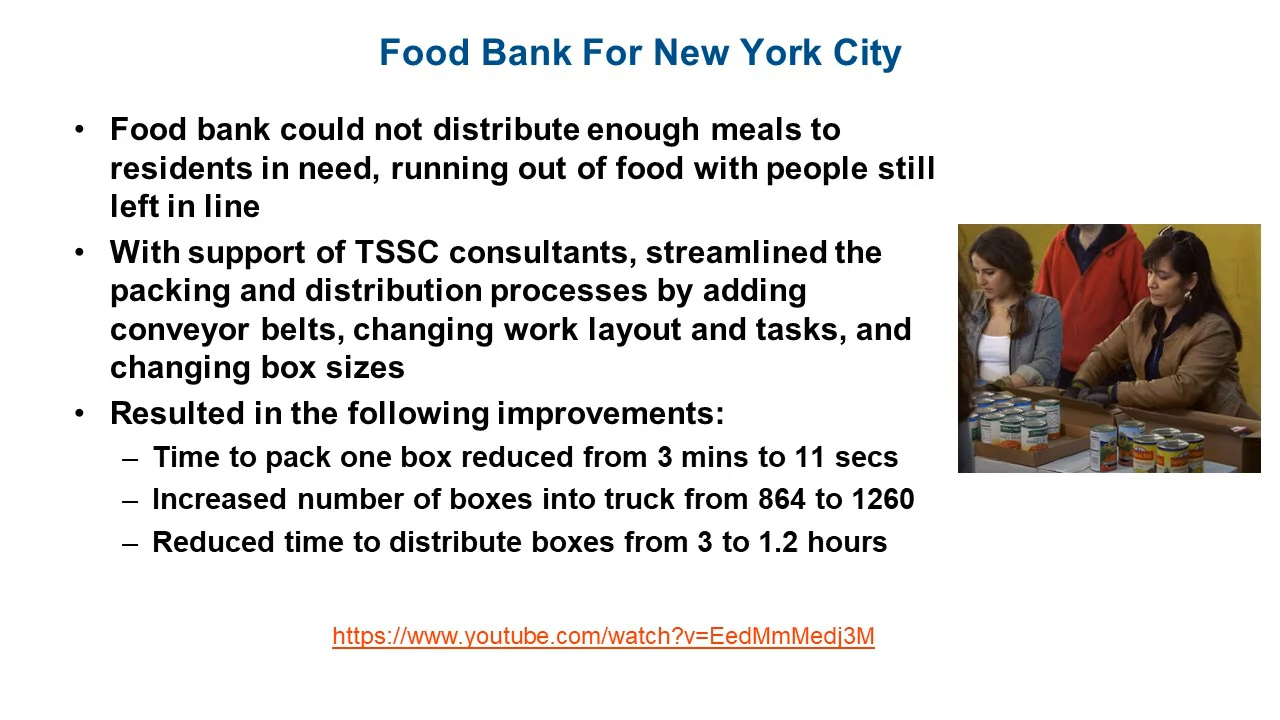 Food Bank For New York City
• Food bank could not distribute enough meals to
residents in need, running out of food with people still
left in line
• With support of TSSC consultants, streamlined the
packing and distribution processes by adding
conveyor belts, changing work layout and tasks, and
changing box sizes
• Resulted in the following improvements:
– Time to pack one box reduced from 3 mins to 11 secs
– Increased number of boxes into truck from 864 to 1260
– Reduced time to distribute boxes from 3 to 1.2 hours
https://www.youtube.com/watch?v=EedMmMedj3M